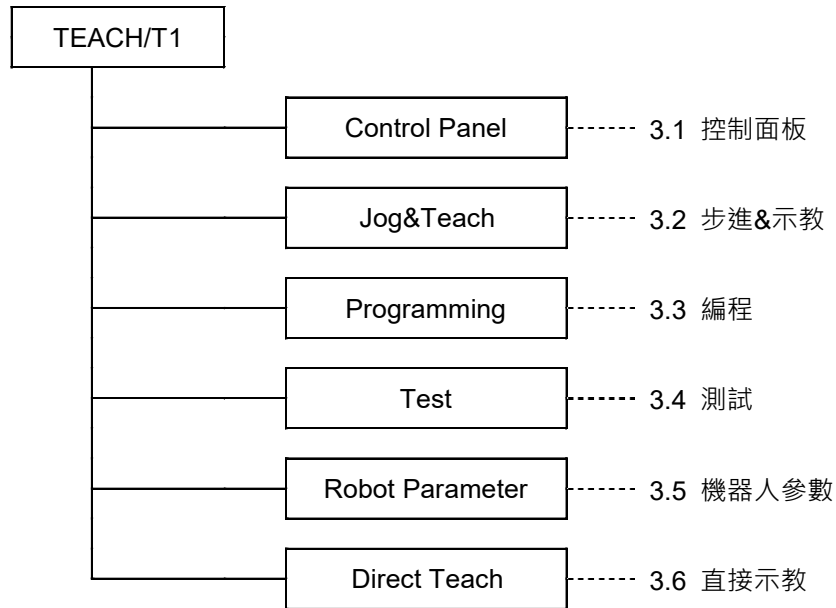 TEACH/T1
Control Panel 3.1 控制面板
Jog&Teach 3.2 步進&示教
Programming 3.3 編程
Test 3.4 測試
Robot Parameter 3.5 機器人參數
Direct Teach 3.6 直接示教